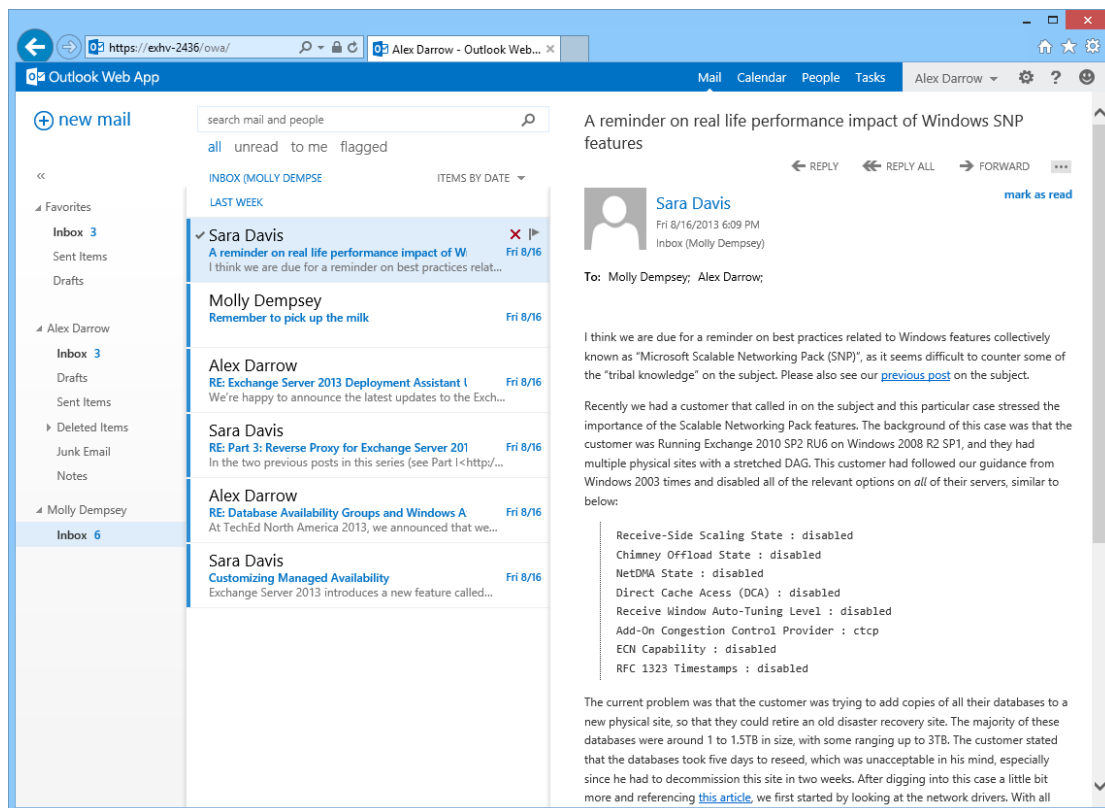 https://exhv-2436/owa/
Alex Darrow - Outlook Web...
Outlook Web App
Mail Calendar People Tasks Alex Darrow
new mail
Favorites
Inbox 3
Sent Items
Drafts
Alex Darrow
Inbox 3
Drafts
Sent Items
Deleted Items
Junk Email
Notes
Molly Dempsey
Inbox 6
search mail and people
all unread to me flagged
INBOX (MOLLY DEMPSE ITEMS BY DATE
LAST WEEK
Sara Davis
A reminder on real life performance impact of Wi Fri 8/16
I think we are due for a reminder on best practices relat...
Molly Dempsey
Remember to pick up the milk Fri 8/16
Alex Darrow
RE: Exchange Server 2013 Deployment Assistant U Fri 8/16
We're happy to announce the latest updates to the Exch...
Sara Davis
RE: Part 3: Reverse Proxy for Exchange Server 201 Fri 8/16
In the two previous posts in this series (see Part I<http:/...
Alex Darrow
RE: Database Availability Groups and Windows A Fri 8/16
At TechEd North America 2013, we announced that we...
Sara Davis
Customizing Managed Availability Fri 8/16
Exchange Server 2013 introduces a new feature called...
A reminder on real life performance impact of Windows SNP
features
REPLY REPLY ALL FORWARD ...
mark as read
Sara Davis
Fri 8/16/2013 6:09 PM
Inbox (Molly Dempsey)
To: Molly Dempsey; Alex Darrow;
I think we are due for a reminder on best practices related to Windows features collectively
known as "Microsoft Scalable Networking Pack (SNP)", as it seems difficult to counter some of
the "tribal knowledge" on the subject. Please also see our previous post on the subject.
Recently we had a customer that called in on the subject and this particular case stressed the
importance of the Scalable Networking Pack features. The background of this case was that the
customer was Running Exchange 2010 SP2 RU6 on Windows 2008 R2 SP1, and they had
multiple physical sites with a stretched DAG. This customer had followed our guidance from
Windows 2003 times and disabled all of the relevant options on all of their servers, similar to
below:
Receive-Side Scaling State : disabled
Chimney Offload State : disabled
NetDMA State : disabled
Direct Cache Acess (DCA) : disabled
Receive Window Auto-Tuning Level : disabled
Add-On Congestion Control Provider : ctcp
ECN Capability : disabled
RFC 1323 Timestamps : disabled
The current problem was that the customer was trying to add copies of all their databases to a
new physical site, so that they could retire an old disaster recovery site. The majority of these
databases were around 1 to 1.5TB in size, with some ranging up to 3TB. The customer stated
that the databases took five days to reseed, which was unacceptable in his mind, especially
since he had to decommission this site in two weeks. After digging into this case a little bit
more and referencing this article, we first started by looking at the network drivers. With all